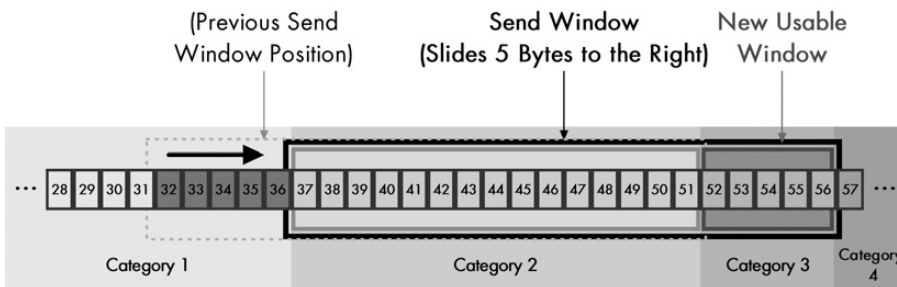 (Previous Send
Window Position)
Send Window
(Slides 5 Bytes to the Right)
New Usable
Window
... 28 29 30 31 32 33 34 35 36 37 38 39 40 41 42 43 44 45 46 47 48 49 50 51 52 53 54 55 56 57 ...
Category 1
Category 2
Category 3
Category
4